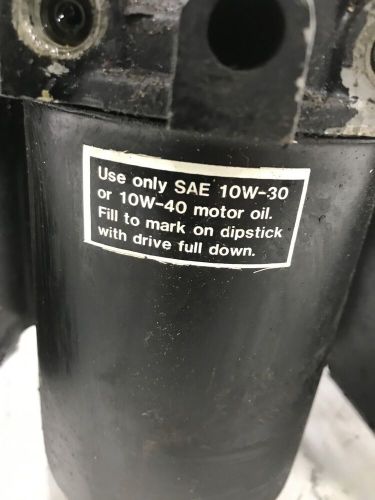 Use only SAE 10W-30
or 10W-40 motor oil.
Fill to mark on dipstick
with drive full down.